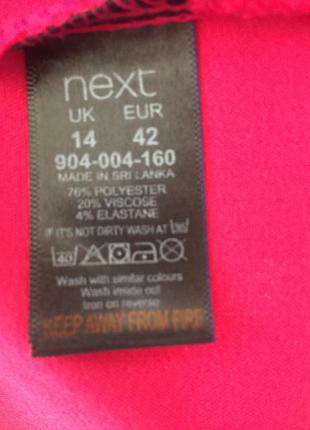 next
UK EUR
14 42
904-004-160
MADE IN SRI LANKA
76% POLYESTER
20% VISCOSE
4% ELASTANE
IF IT'S NOT DIRTY WASH AT 30
40
Wash with similar colours
Wash inside out
Iron on reverse
KEEP AWAY FROM FIRE